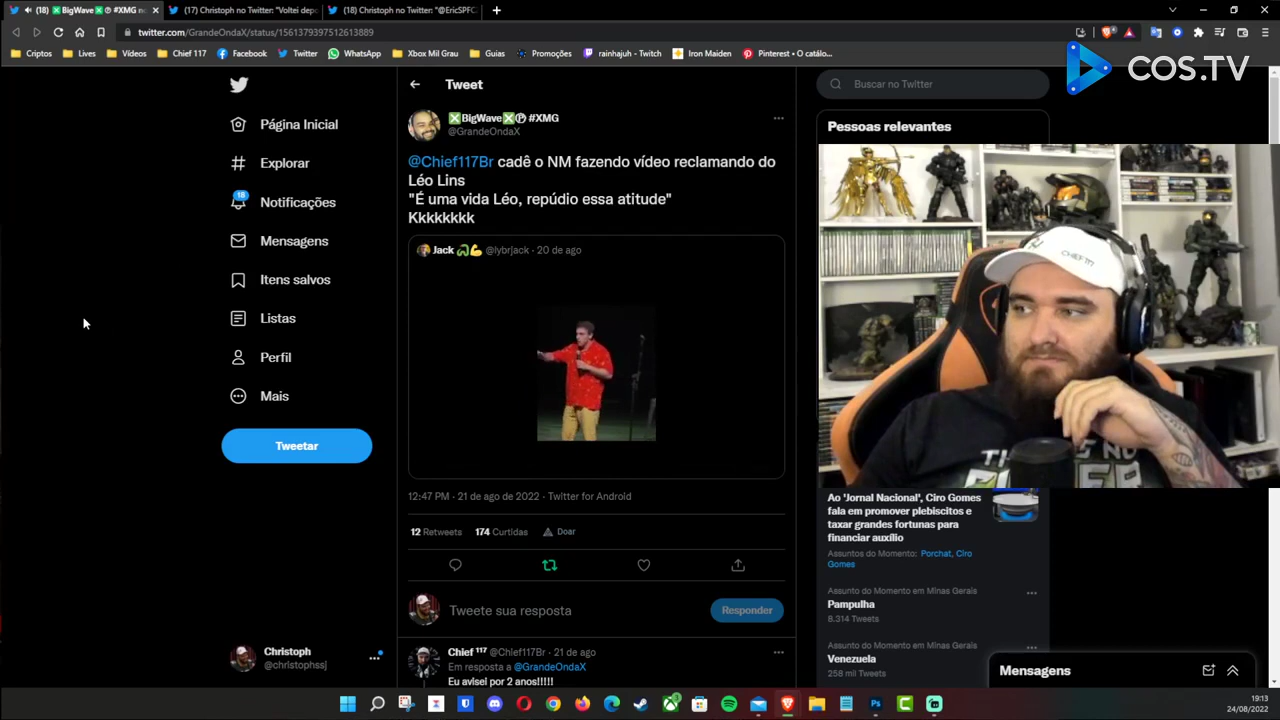 (18) BigWave #XMG n
(17) Christoph no Twitter: "Voltei dep
(18) Christoph no Twitter: "@EricSPFC
twitter.com/GrandeOndaX/status/1561379397512613889
Criptos
Lives
Vídeos
Chief 117
Facebook
Twitter
WhatsApp
Xbox Mil Grau
Guias
Promoções
rainhajuh - Twitch
Iron Maiden
Pinterest • O catálo...
COS.TV
Tweet
Buscar no Twitter
Página Inicial
Explorar
18
Notificações
Mensagens
Itens salvos
Listas
Perfil
Mais
Tweetar
Christoph
@christophssj
BigWave #XMG
@GrandeOndaX
@Chief117Br cadê o NM fazendo vídeo reclamando do
Léo Lins
Kkkkkkkk
Jack @lybrjack · 20 de ago
12:47 PM · 21 de ago de 2022 · Twitter for Android
12 Retweets 174 Curtidas Doar
Tweete sua resposta
Responder
Chief 117 @Chief117Br · 21 de ago
Em resposta a @GrandeOndaX
Eu avisei por 2 anos!!!!!
Pessoas relevantes
CHIEF117
Ao 'Jornal Nacional', Ciro Gomes
fala em promover plebiscitos e
taxar grandes fortunas para
financiar auxílio
Assuntos do Momento: Porchat, Ciro
Gomes
Assunto do Momento em Minas Gerais
Pampulha
8.314 Tweets
Assunto do Momento em Minas Gerais
Venezuela
258 mil Tweets
Mensagens
19:13
24/08/2022